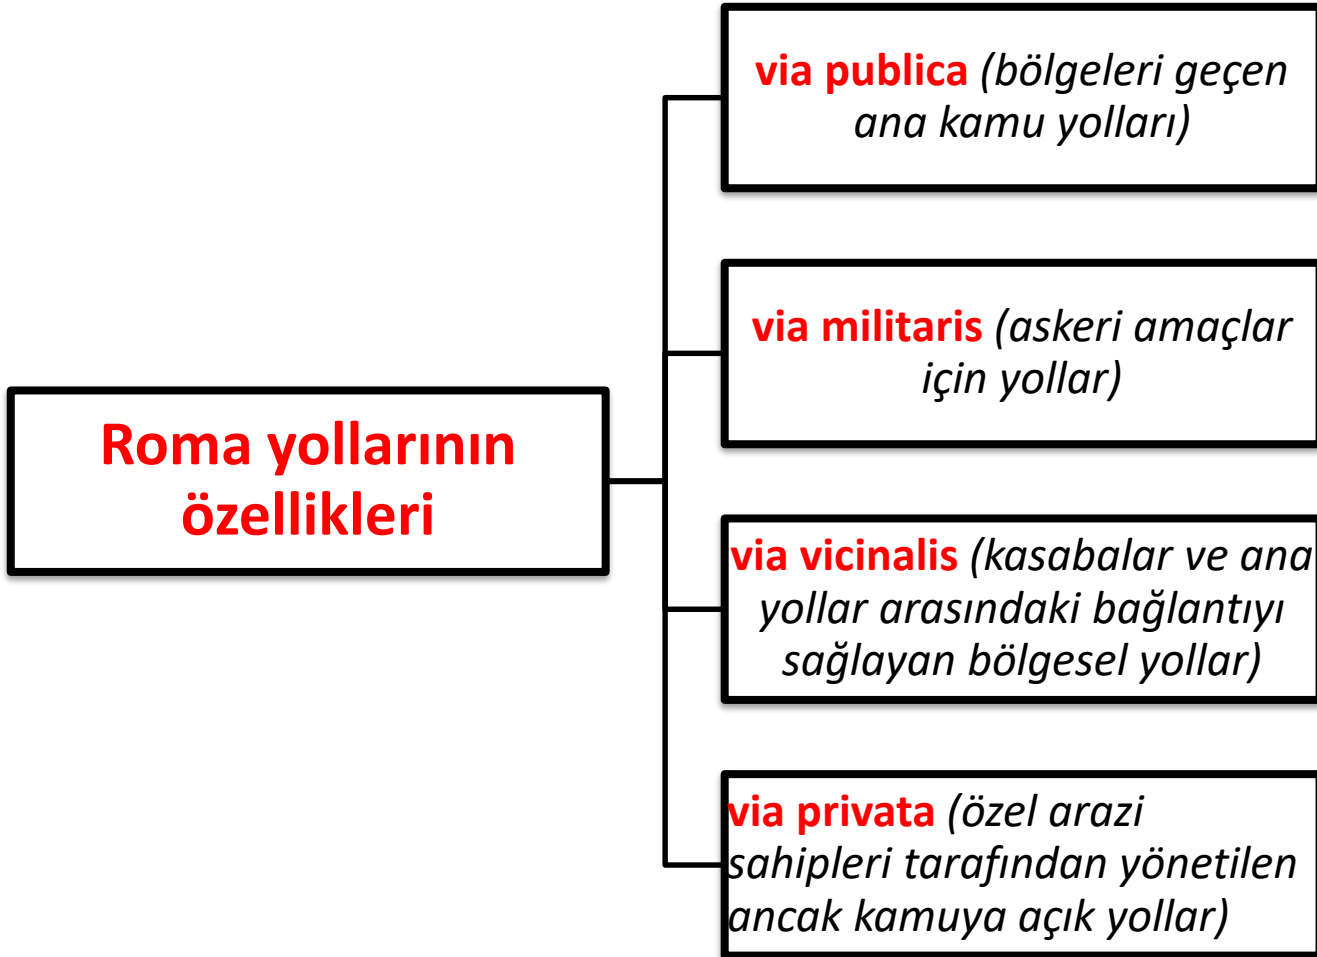 Roma yollarının
özellikleri
via publica (bölgeleri geçen
ana kamu yolları)
via militaris (askeri amaçlar
için yollar)
via vicinalis (kasabalar ve ana
yollar arasındaki bağlantıyı
sağlayan bölgesel yollar)
via privata (özel arazi
sahipleri tarafından yönetilen
ancak kamuya açık yollar)